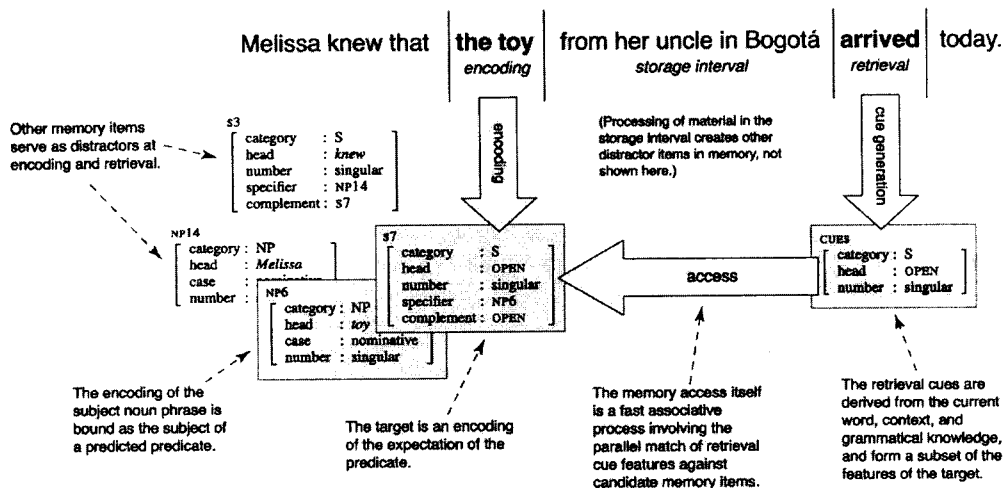 Melissa knew that the toy from her uncle in Bogotá arrived today.
encoding storage interval retrieval
Other memory items
serve as distractors at
encoding and retrieval.
S3
category : S
head : knew
number : singular
specifier : NP14
complement : S7
encoding
(Processing of material in the
storage interval creates other
distractor items in memory, not
shown here.)
cue generation
NP14
category : NP
head : Melissa
case : nominative
number :
NP6
category : NP
head : toy
case : nominative
number : singular
S7
category : S
head : OPEN
number : singular
specifier : NP6
complement : OPEN
access
CUES
category : S
head : OPEN
number : singular
The encoding of the
subject noun phrase is
bound as the subject of
a predicted predicate.
The target is an encoding
of the expectation of the
predicate.
The memory access itself
is a fast associative
process involving the
parallel match of retrieval
cue features against
candidate memory items.
The retrieval cues are
derived from the current
word, context, and
grammatical knowledge,
and form a subset of the
features of the target.